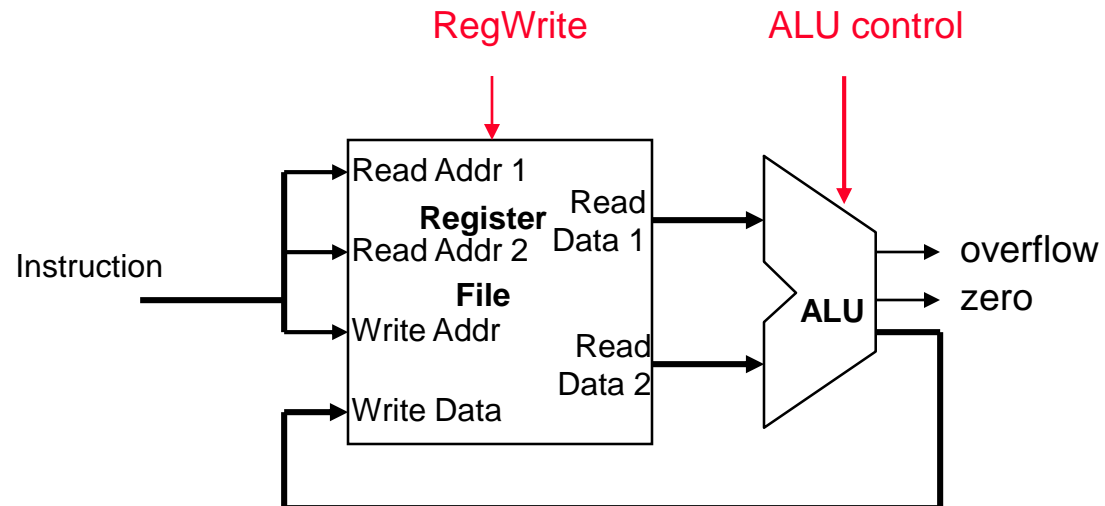 RegWrite
ALU control
Read Addr 1
Register
Read
Data 1
Read Addr 2
Instruction
File
Write Addr
Read
Data 2
Write Data
ALU
overflow
zero